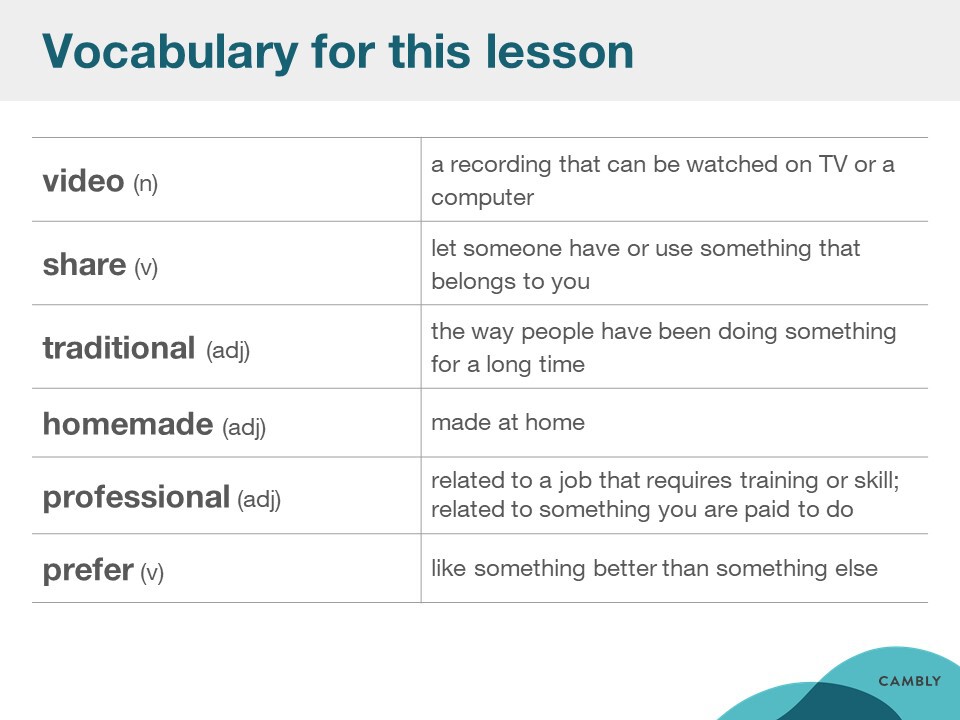 Vocabulary for this lesson
video (n)
a recording that can be watched on TV or a
computer
share (v)
let someone have or use something that
belongs to you
traditional (adj)
the way people have been doing something
for a long time
homemade (adj)
made at home
professional (adj)
related to a job that requires training or skill;
related to something you are paid to do
prefer (v)
like something better than something else
CAMBLY